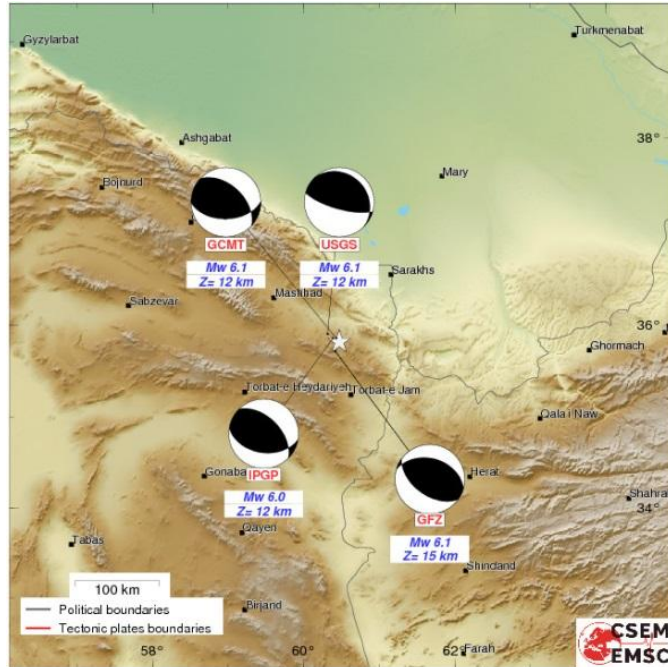 Gyzylarbat
Turkmenabat
Ashgabat
38°
Bojnurd
Mary
GCMT
USGS
Mw 6.1
Z= 12 km
Mw 6.1
Z= 12 km
Sarakhs
Mashhad
Sabzevar
36°
Ghormach
Torbat-e Heydariyeh
Torbat-e Jam
Qala i Naw
IPGP
Gonaba
Herat
Mw 6.0
Z= 12 km
GFZ
Shahra
34°
Qayen
Mw 6.1
Z= 15 km
Tabas
Shindand
100 km
Political boundaries
Tectonic plates boundaries
Birjand
58°
60°
62°
Farah
CSEM
EMSC